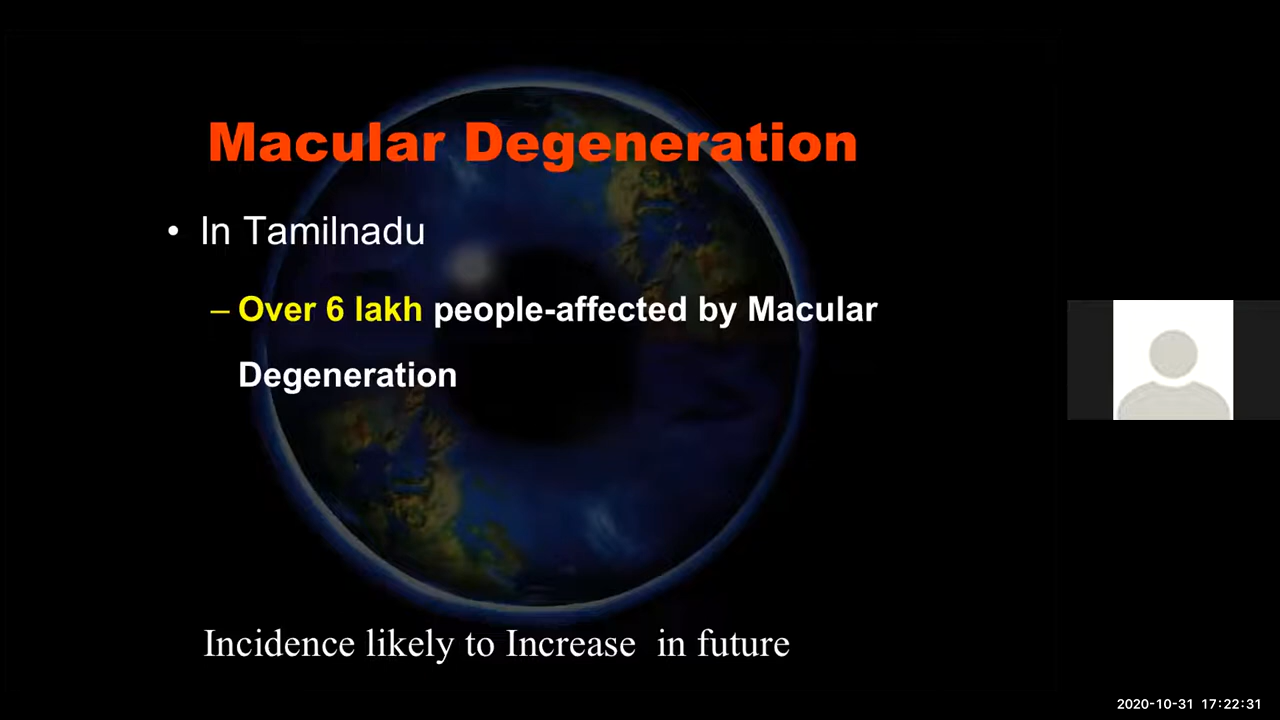 Macular Degeneration
• In Tamilnadu
– Over 6 lakh people-affected by Macular
Degeneration
Incidence likely to Increase in future
2020-10-31 17:22:31